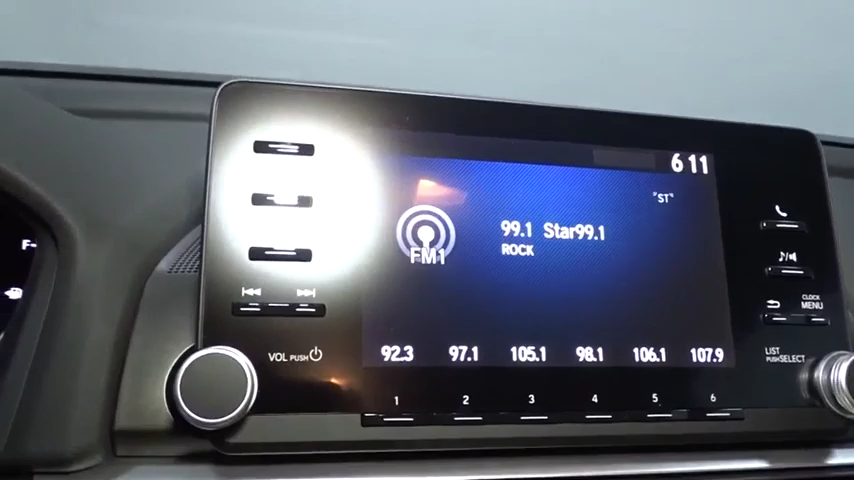 6 11
"ST"
99.1 Star99.1
ROCK
FM1
92.3 97.1 105.1 98.1 106.1 107.9
1 2 3 4 5 6
VOL PUSH
CLOCK
MENU
LIST
PUSH SELECT
F